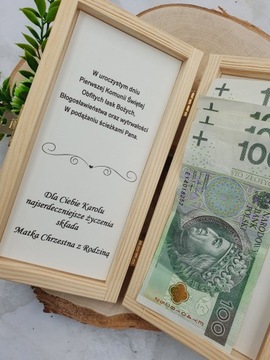 W uroczystym dniu
Pierwszej Komunii Świętej
Obfitych łask Bożych,
Błogosławieństwa oraz wytrwałości
W podążaniu ścieżkami Pana.
Dla Ciebie Karolu
najserdeczniejsze życzenia
składa
Matka Chrzestna z Rodziną
100
100
100